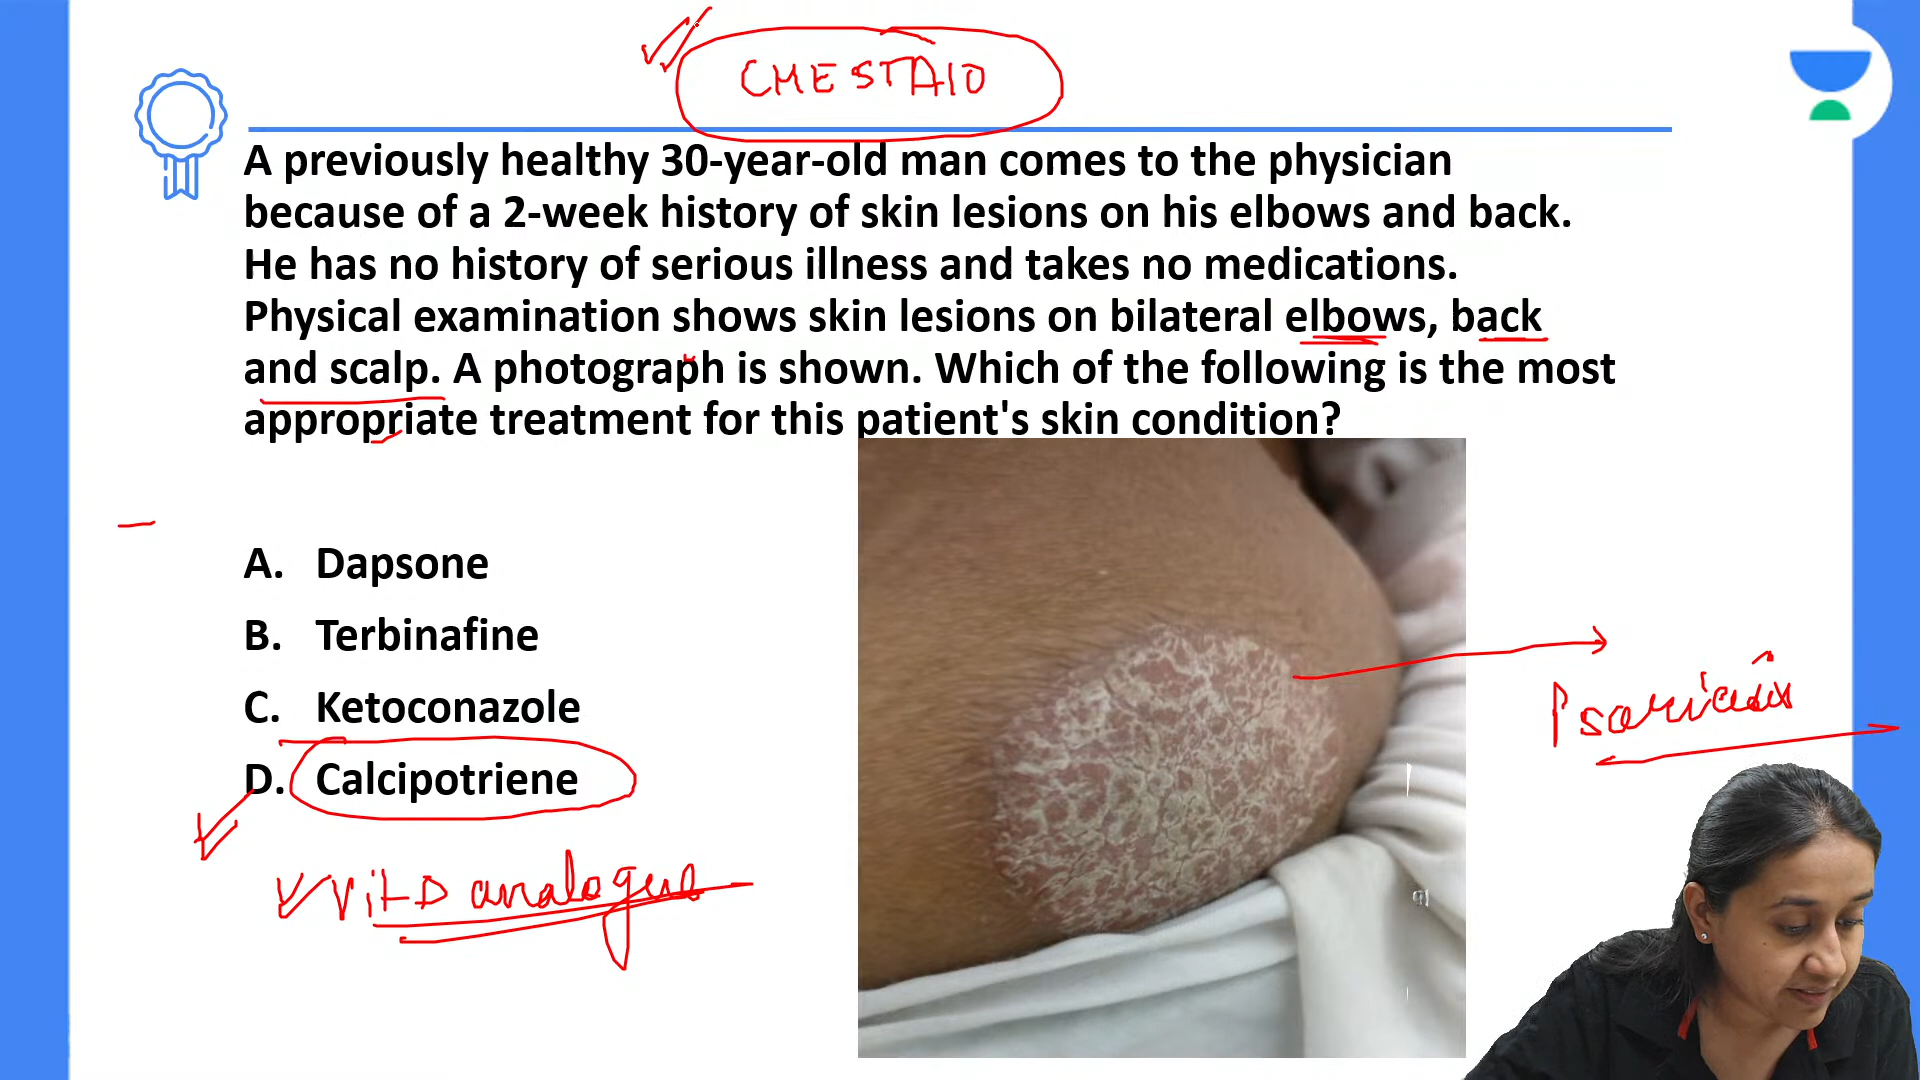 CHESTA10
A previously healthy 30-year-old man comes to the physician
because of a 2-week history of skin lesions on his elbows and back.
He has no history of serious illness and takes no medications.
Physical examination shows skin lesions on bilateral elbows, back
and scalp. A photograph is shown. Which of the following is the most
appropriate treatment for this patient's skin condition?
A. Dapsone
B. Terbinafine
C. Ketoconazole
D. Calcipotriene
Vit D analogue
Psoriasis